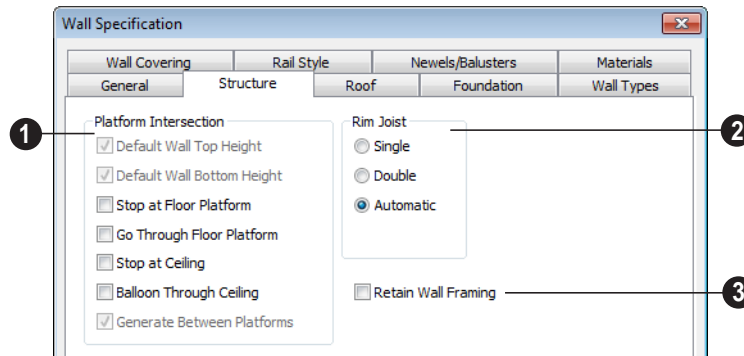 Wall Specification
Wall Covering Rail Style Newels/Balusters Materials
General Structure Roof Foundation Wall Types
1
Platform Intersection
Default Wall Top Height
Default Wall Bottom Height
Stop at Floor Platform
Go Through Floor Platform
Stop at Ceiling
Balloon Through Ceiling
Generate Between Platforms
Rim Joist
Single
Double
Automatic
2
Retain Wall Framing
3